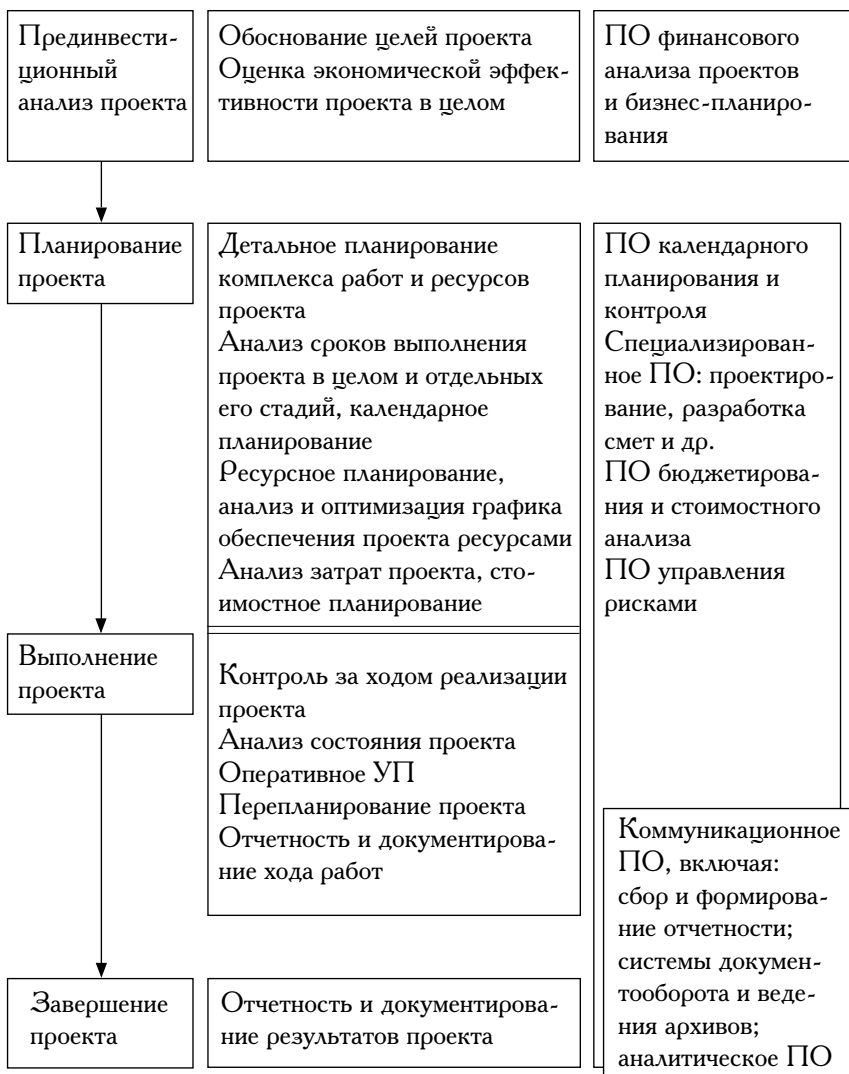 Прединвести-
ционный
анализ проекта
Обоснование целей проекта
Оценка экономической эффек-
тивности проекта в целом
ПО финансового
анализа проектов
и бизнес-планиро-
вания
Планирование
проекта
Детальное планирование
комплекса работ и ресурсов
проекта
Анализ сроков выполнения
проекта в целом и отдельных
его стадий, календарное
планирование
Ресурсное планирование,
анализ и оптимизация графика
обеспечения проекта ресурсами
Анализ затрат проекта, сто-
имостное планирование
ПО календарного
планирования и
контроля
Специализирован-
ное ПО: проектиро-
вание, разработка
смет и др.
ПО бюджетирова-
ния и стоимостного
анализа
ПО управления
рисками
Выполнение
проекта
Контроль за ходом реализации
проекта
Анализ состояния проекта
Оперативное УП
Перепланирование проекта
Отчетность и документирова-
ние хода работ
Коммуникационное
ПО, включая:
сбор и формирова-
ние отчетности;
системы докумен-
тооборота и веде-
ния архивов;
аналитическое ПО
Завершение
проекта
Отчетность и документирова-
ние результатов проекта